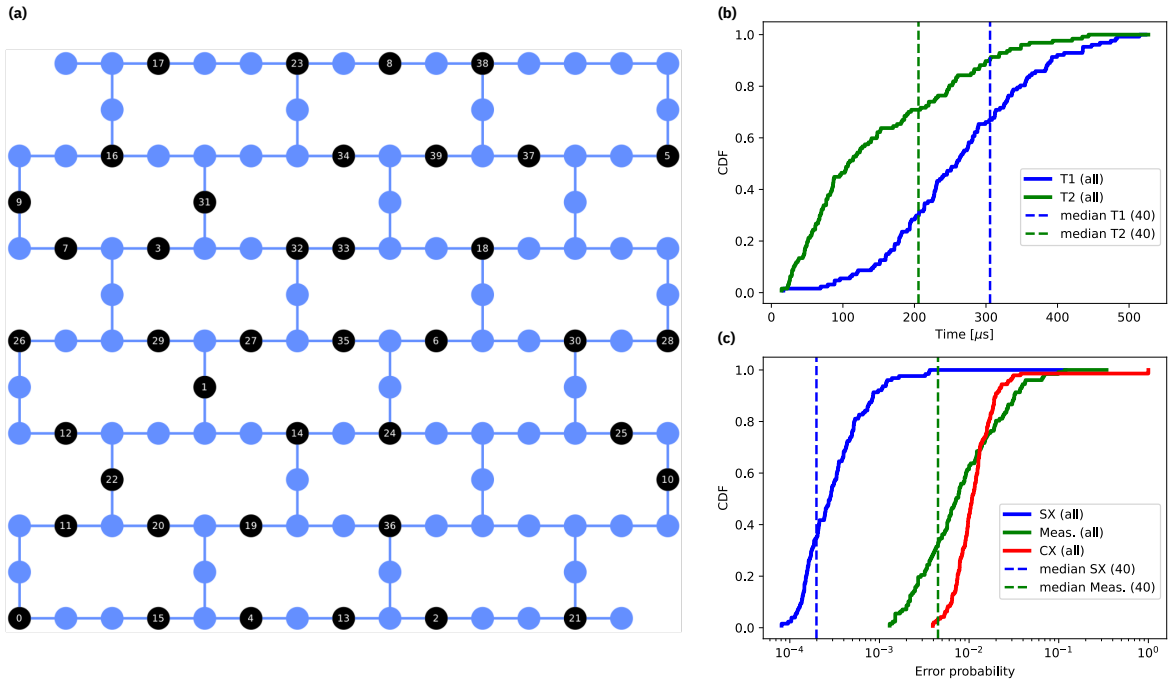 (a)
17
23
8
38
16
34
39
37
5
9
31
7
3
32
33
18
26
29
27
35
6
30
28
1
12
14
24
25
22
10
11
20
19
36
0
15
4
13
2
21
(b)
1.0
0.8
0.6
0.4
0.2
0.0
CDF
T1 (all)
T2 (all)
median T1 (40)
median T2 (40)
0 100 200 300 400 500
Time [μs]
(c)
1.0
0.8
0.6
0.4
0.2
0.0
CDF
SX (all)
Meas. (all)
CX (all)
median SX (40)
median Meas. (40)
10⁻⁴ 10⁻³ 10⁻² 10⁻¹ 10⁰
Error probability